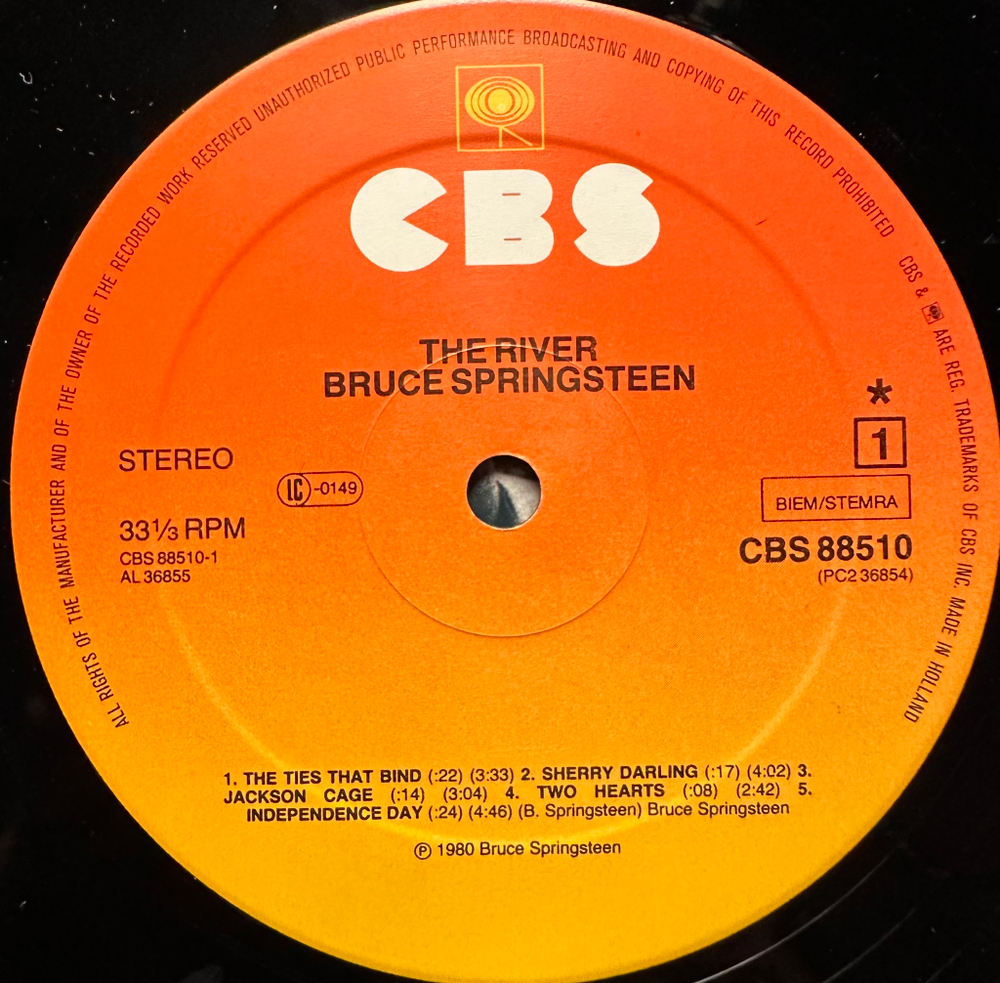 ALL RIGHTS OF THE MANUFACTURER AND OF THE OWNER OF THE RECORDED WORK RESERVED UNAUTHORIZED PUBLIC PERFORMANCE BROADCASTING AND COPYING OF THIS RECORD PROHIBITED CBS & ARE REG. TRADEMARKS OF CBS INC. MADE IN HOLLAND
CBS
THE RIVER
BRUCE SPRINGSTEEN
*
1
STEREO
LC-0149
BIEM/STEMRA
33⅓ RPM
CBS 88510-1
AL 36855
CBS 88510
(PC2 36854)
1. THE TIES THAT BIND (:22) (3:33) 2. SHERRY DARLING (:17) (4:02) 3.
JACKSON CAGE (:14) (3:04) 4. TWO HEARTS (:08) (2:42) 5.
INDEPENDENCE DAY (:24) (4:46) (B. Springsteen) Bruce Springsteen
℗ 1980 Bruce Springsteen